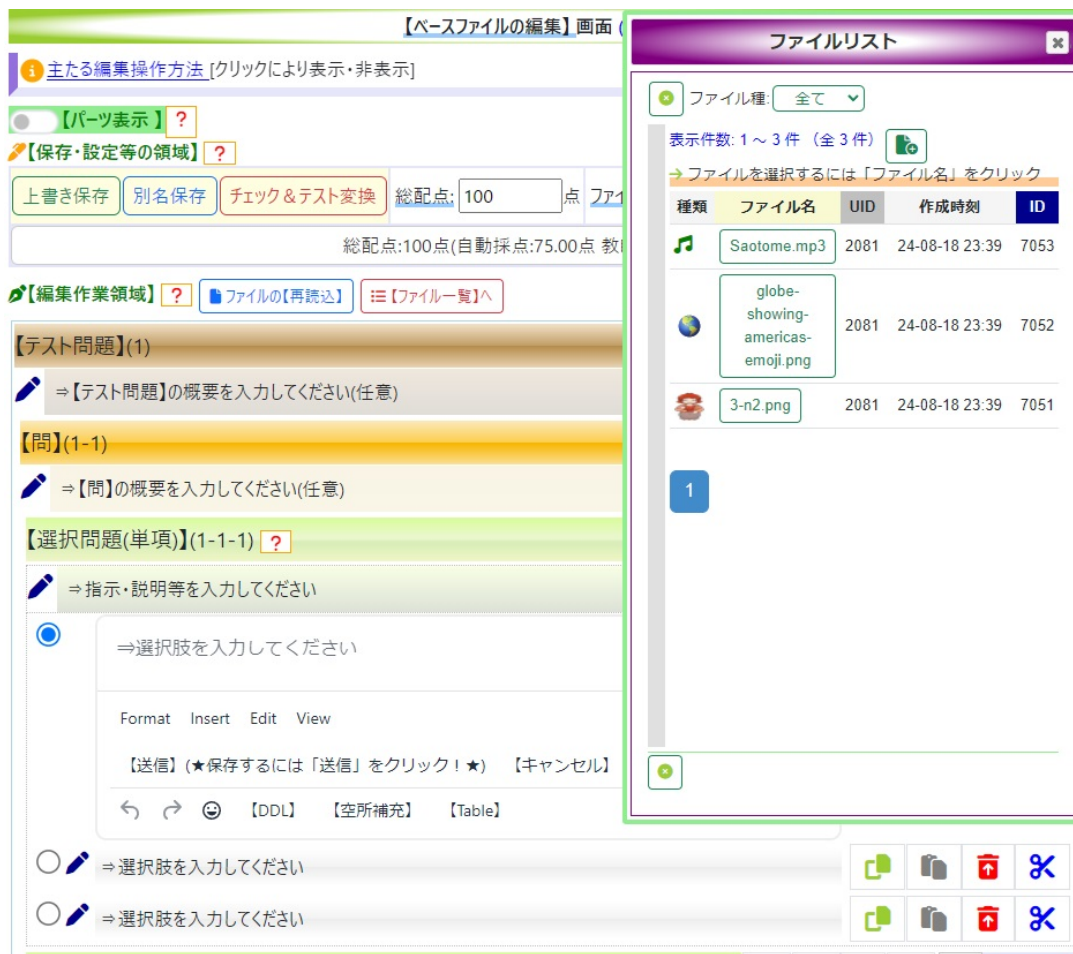 【ベースファイルの編集】画面 (
主たる編集操作方法 [クリックにより表示・非表示]
【パーツ表示 】 ?
【保存・設定等の領域】 ?
上書き保存 別名保存 チェック＆テスト変換 総配点: 100 点 ファイ
総配点:100点(自動採点:75.00点 教
【編集作業領域】 ? ファイルの【再読込】 【ファイル一覧】へ
【テスト問題】(1)
⇒【テスト問題】の概要を入力してください(任意)
【問】(1-1)
⇒【問】の概要を入力してください(任意)
【選択問題(単項)】(1-1-1) ?
⇒指示・説明等を入力してください
⇒選択肢を入力してください
Format Insert Edit View
【送信】(★保存するには「送信」をクリック！★) 【キャンセル】
【DDL】 【空所補充】 【Table】
⇒選択肢を入力してください
⇒選択肢を入力してください
ファイルリスト
ファイル種: 全て
表示件数: 1 ～ 3 件 （全 3 件）
→ファイルを選択するには「ファイル名」をクリック
種類 ファイル名 UID 作成時刻 ID
Saotome.mp3 2081 24-08-18 23:39 7053
globe-
showing-
americas-
emoji.png 2081 24-08-18 23:39 7052
3-n2.png 2081 24-08-18 23:39 7051
1